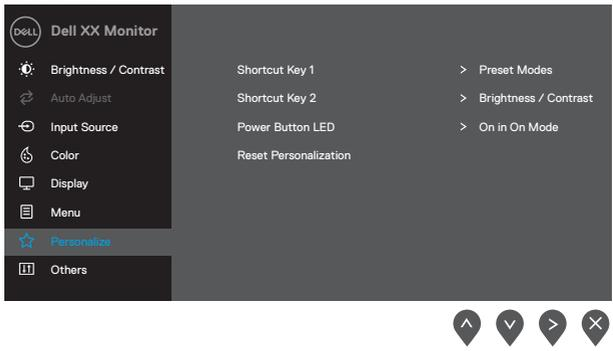 DELL Dell XX Monitor
Brightness / Contrast
Auto Adjust
Input Source
Color
Display
Menu
Personalize
Others
Shortcut Key 1 > Preset Modes
Shortcut Key 2 > Brightness / Contrast
Power Button LED > On in On Mode
Reset Personalization